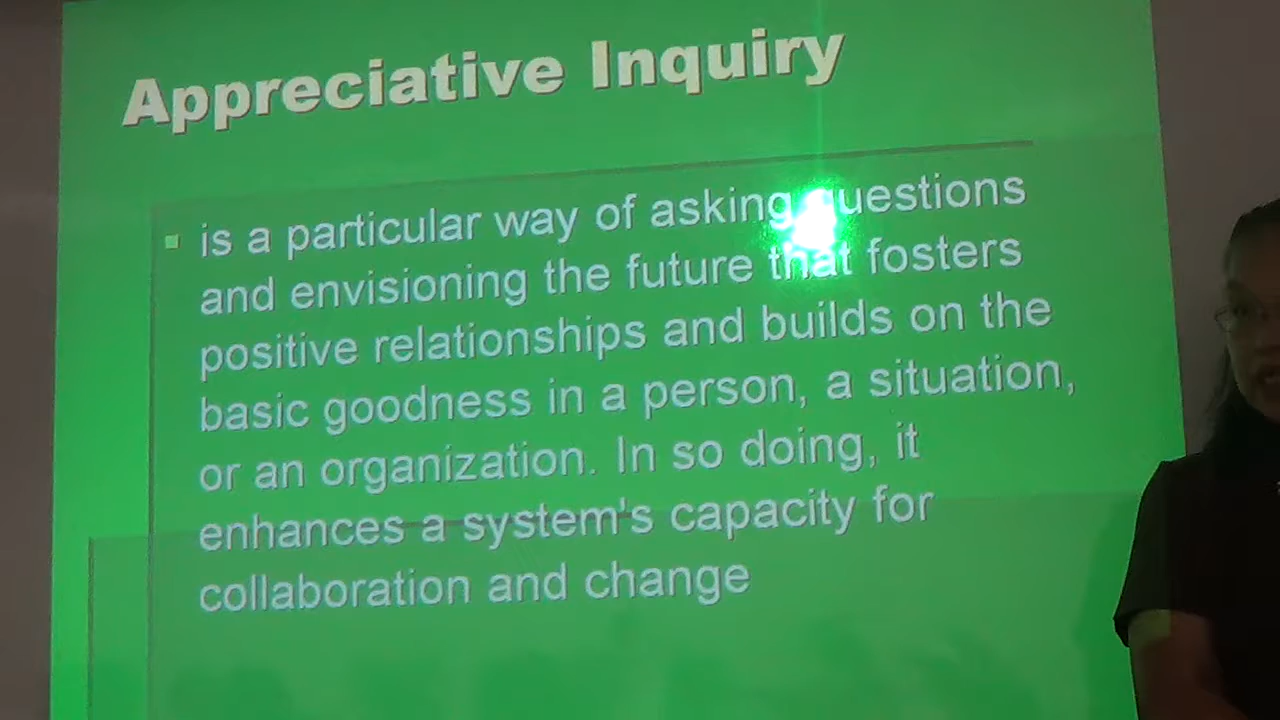 Appreciative Inquiry
is a particular way of asking questions
and envisioning the future that fosters
positive relationships and builds on the
basic goodness in a person, a situation,
or an organization. In so doing, it
enhances a system's capacity for
collaboration and change